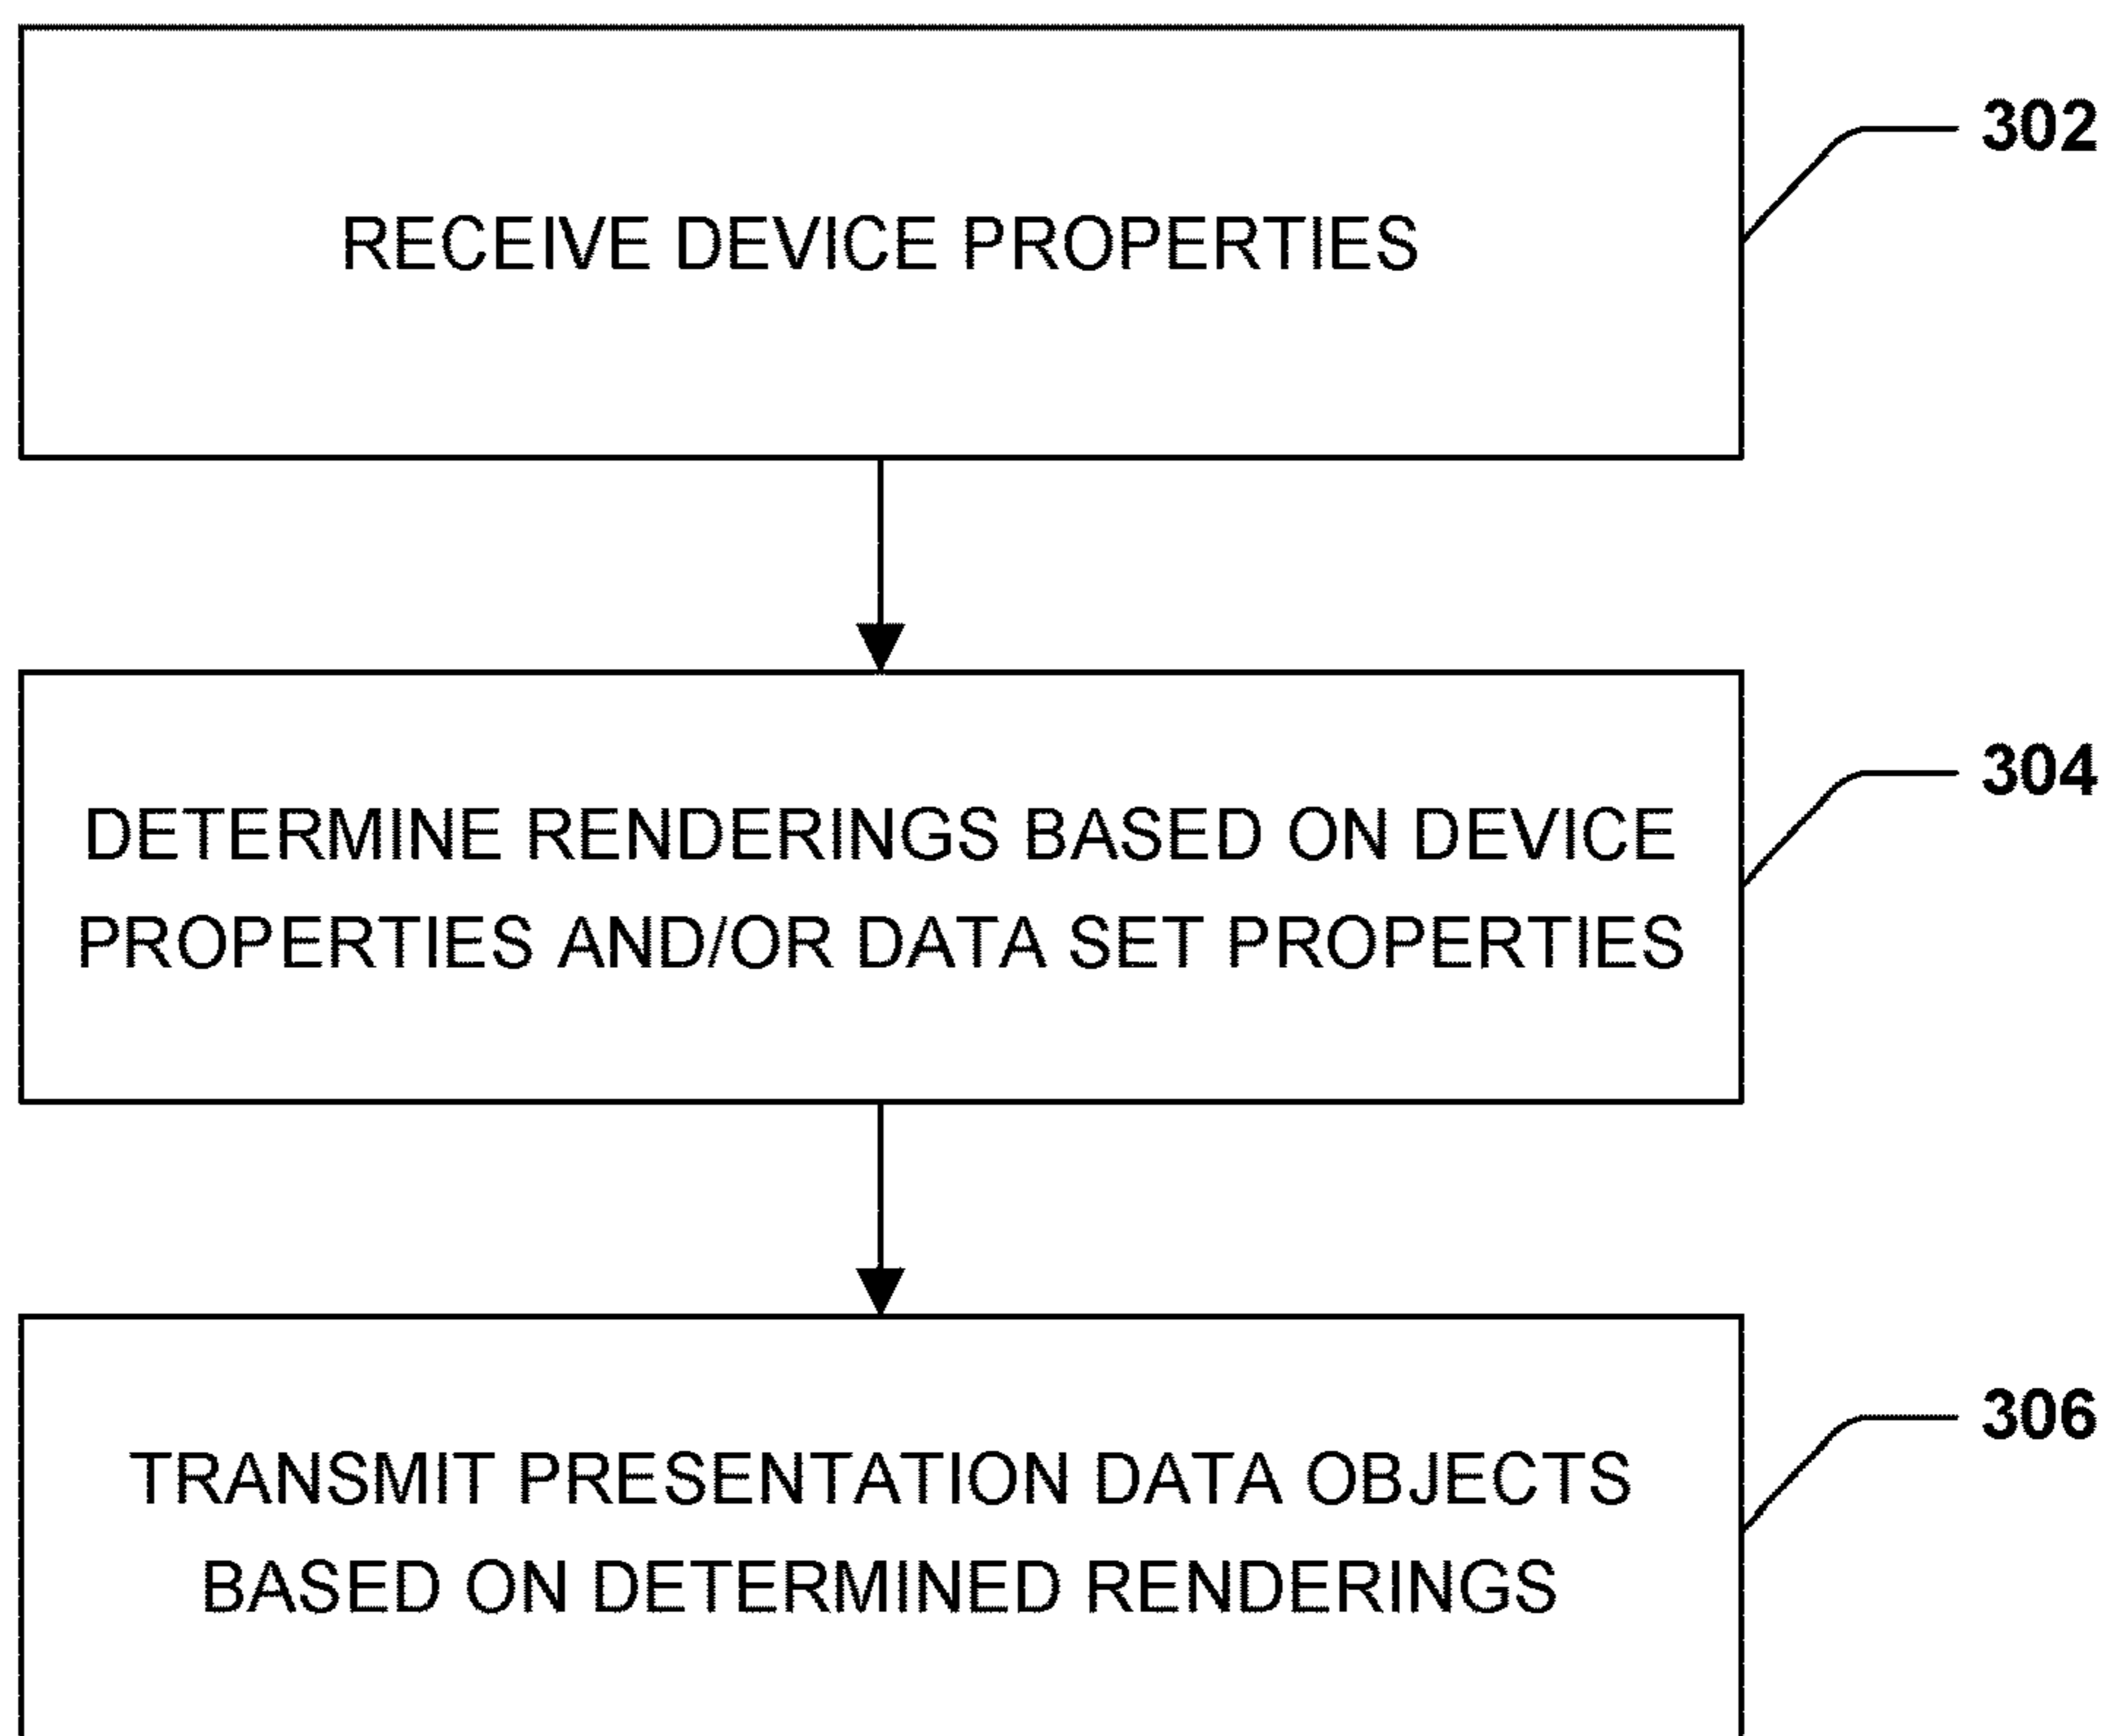 302
RECEIVE DEVICE PROPERTIES
304
DETERMINE RENDERINGS BASED ON DEVICE
PROPERTIES AND/OR DATA SET PROPERTIES
306
TRANSMIT PRESENTATION DATA OBJECTS
BASED ON DETERMINED RENDERINGS